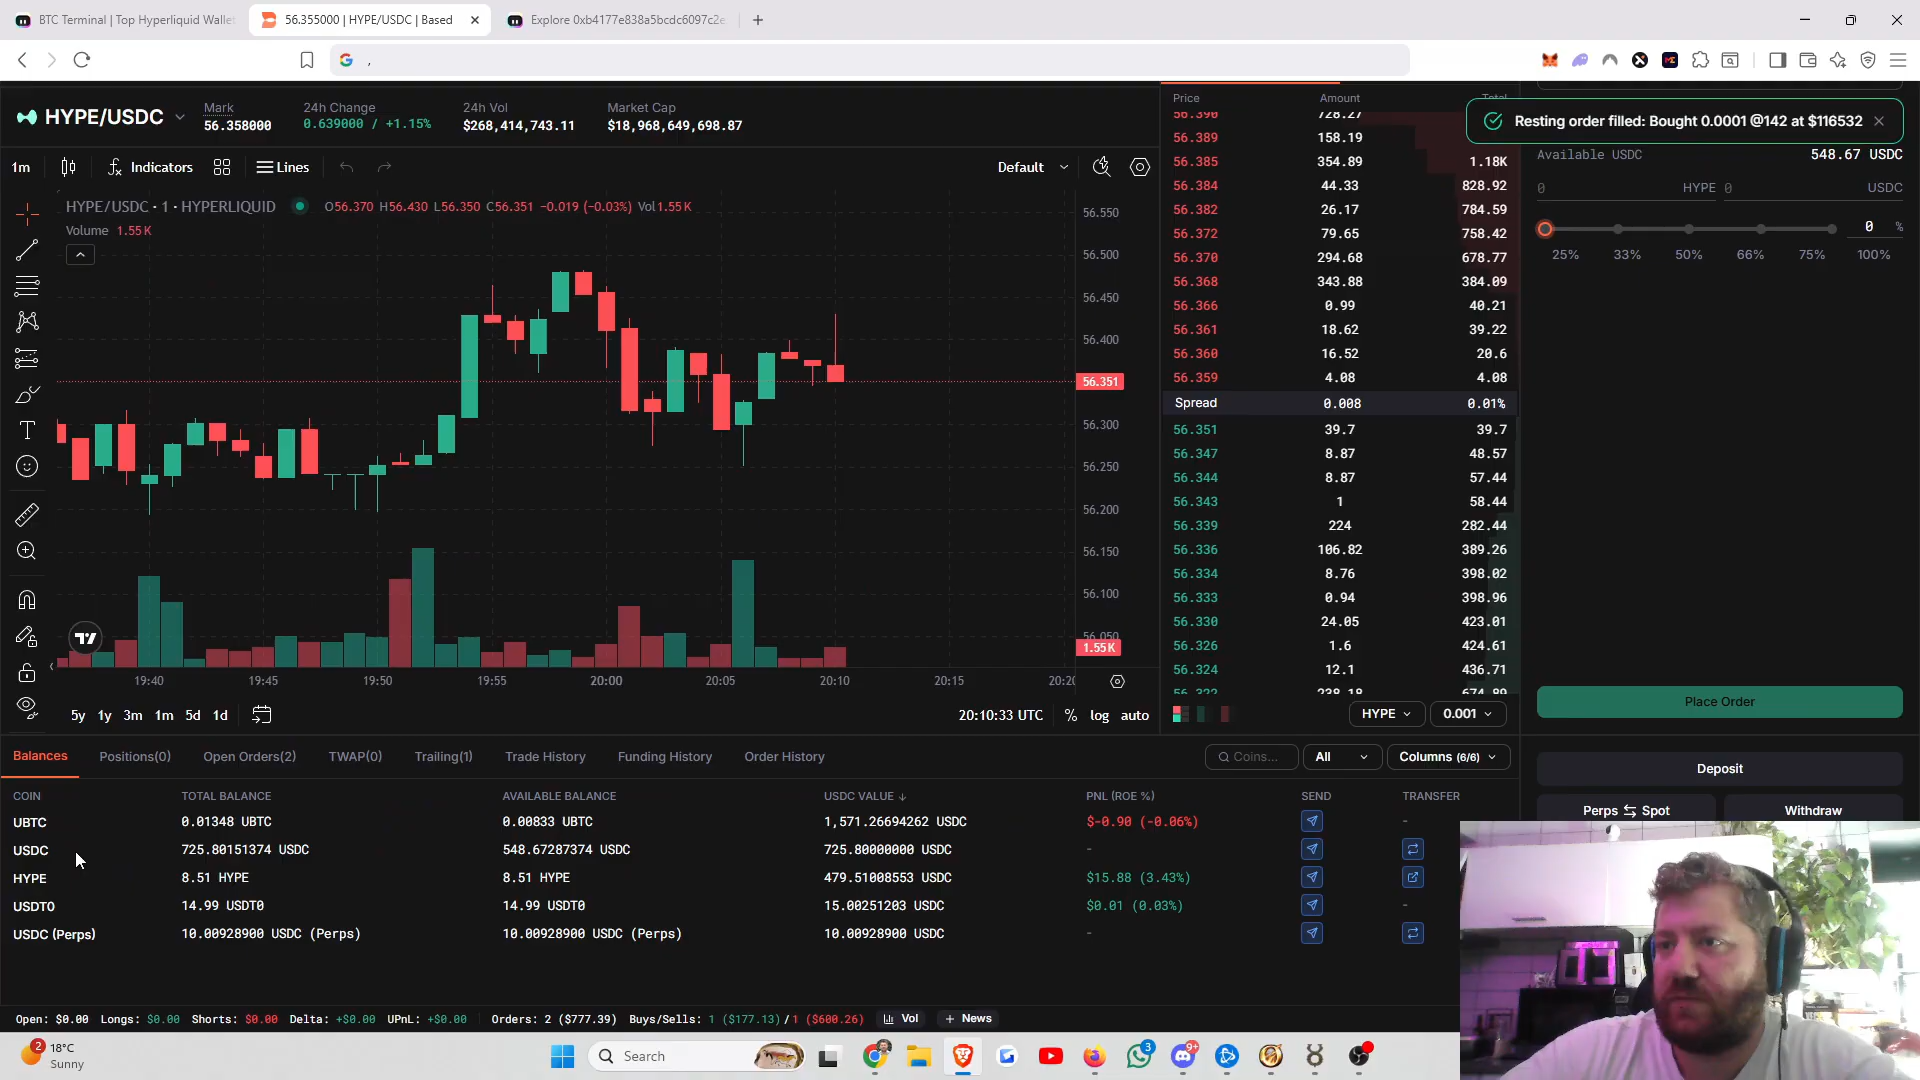 BTC Terminal | Top Hyperliquid Wallet
56.355000 | HYPE/USDC | Based
Explore 0xb4177e838a5bcdc6097c2e
,
HYPE/USDC
Mark
56.358000
24h Change
0.639000 / +1.15%
24h Vol
$268,414,743.11
Market Cap
$18,968,649,698.87
1m
Indicators
Lines
Default
HYPE/USDC · 1 · HYPERLIQUID
O56.370 H56.430 L56.350 C56.351 −0.019 (−0.03%) Vol1.55K
Volume 1.55K
56.550
56.500
56.450
56.400
56.351
56.300
56.250
56.200
56.150
56.100
56.050
1.55K
19:40 19:45 19:50 19:55 20:00 20:05 20:10 20:15
5y 1y 3m 1m 5d 1d
20:10:33 UTC
% log auto
Price Amount Total
56.390 728.27
56.389 158.19
56.385 354.89 1.18K
56.384 44.33 828.92
56.382 26.17 784.59
56.372 79.65 758.42
56.370 294.68 678.77
56.368 343.88 384.09
56.366 0.99 40.21
56.361 18.62 39.22
56.360 16.52 20.6
56.359 4.08 4.08
Spread 0.008 0.01%
56.351 39.7 39.7
56.347 8.87 48.57
56.344 8.87 57.44
56.343 1 58.44
56.339 224 282.44
56.336 106.82 389.26
56.334 8.76 398.02
56.333 0.94 398.96
56.330 24.05 423.01
56.326 1.6 424.61
56.324 12.1 436.71
56.322 238.18 674.89
HYPE 0.001
Resting order filled: Bought 0.0001 @142 at $116532
Available USDC 548.67 USDC
0 HYPE 0 USDC
0 %
25% 33% 50% 66% 75% 100%
Place Order
Deposit
Perps ⇆ Spot
Withdraw
Balances Positions(0) Open Orders(2) TWAP(0) Trailing(1) Trade History Funding History Order History
Coins... All Columns (6/6)
COIN TOTAL BALANCE AVAILABLE BALANCE USDC VALUE ↓ PNL (ROE %) SEND TRANSFER
UBTC 0.01348 UBTC 0.00833 UBTC 1,571.26694262 USDC $-0.90 (-0.06%) -
USDC 725.80151374 USDC 548.67287374 USDC 725.80000000 USDC -
HYPE 8.51 HYPE 8.51 HYPE 479.51008553 USDC $15.88 (3.43%)
USDT0 14.99 USDT0 14.99 USDT0 15.00251203 USDC $0.01 (0.03%) -
USDC (Perps) 10.00928900 USDC (Perps) 10.00928900 USDC (Perps) 10.00928900 USDC -
Open: $0.00 Longs: $0.00 Shorts: $0.00 Delta: +$0.00 UPnL: +$0.00 Orders: 2 ($777.39) Buys/Sells: 1 ($177.13)/1 ($600.26) Vol + News
2
18°C
Sunny
Search
3
9+